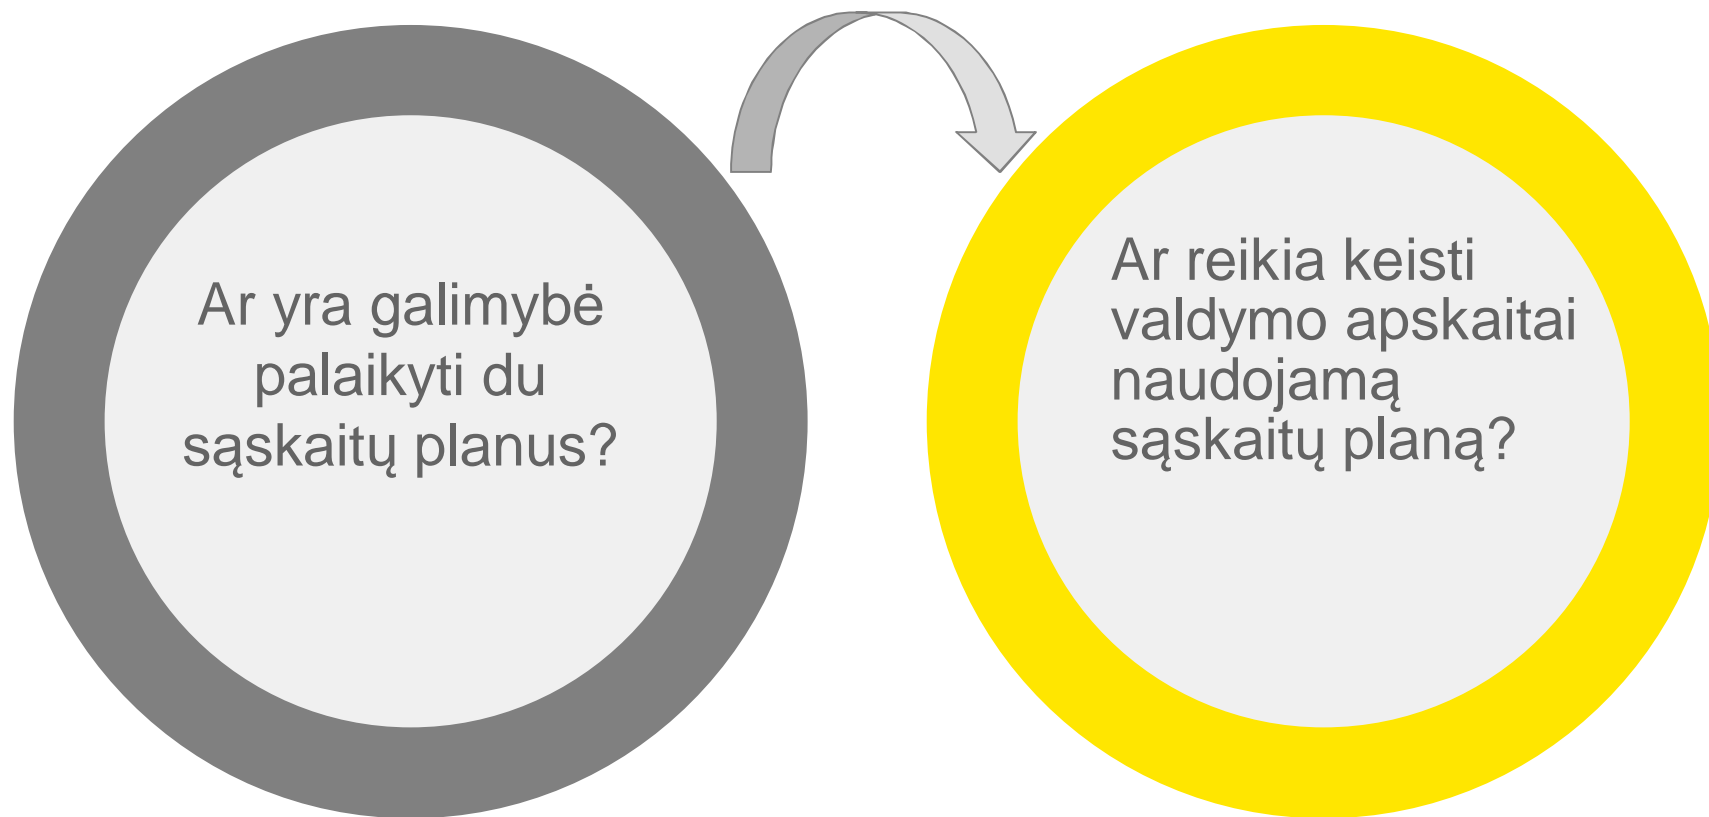 Ar yra galimybė
palaikyti du
sąskaitų planus?
Ar reikia keisti
valdymo apskaitai
naudojamą
sąskaitų planą?